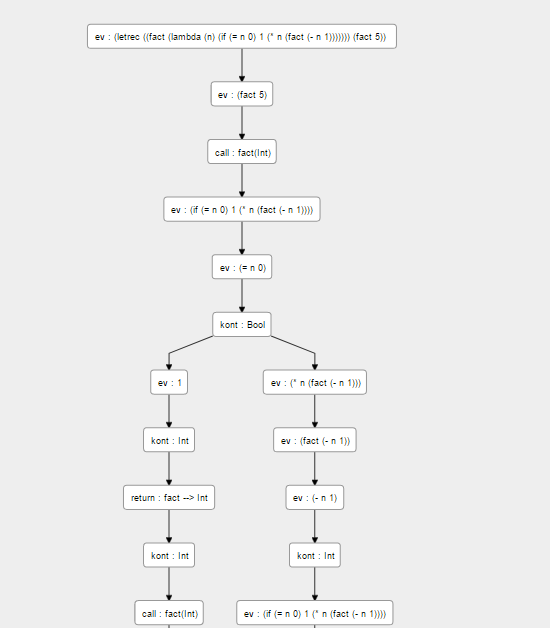 ev : (letrec ((fact (lambda (n) (if (= n 0) 1 (* n (fact (- n 1))))))) (fact 5))
ev : (fact 5)
call : fact(Int)
ev : (if (= n 0) 1 (* n (fact (- n 1))))
ev : (= n 0)
kont : Bool
ev : 1
ev : (* n (fact (- n 1)))
kont : Int
ev : (fact (- n 1))
return : fact --> Int
ev : (- n 1)
kont : Int
kont : Int
call : fact(Int)
ev : (if (= n 0) 1 (* n (fact (- n 1))))